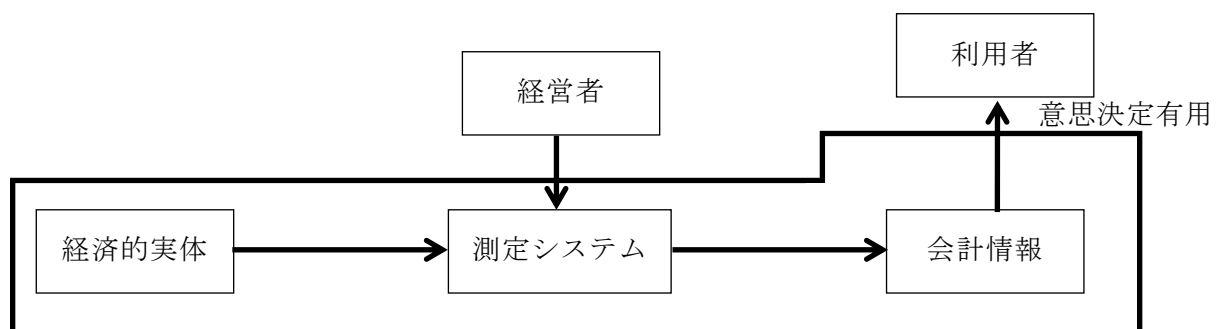 利用者
経営者
意思決定有用
経済的実体
測定システム
会計情報